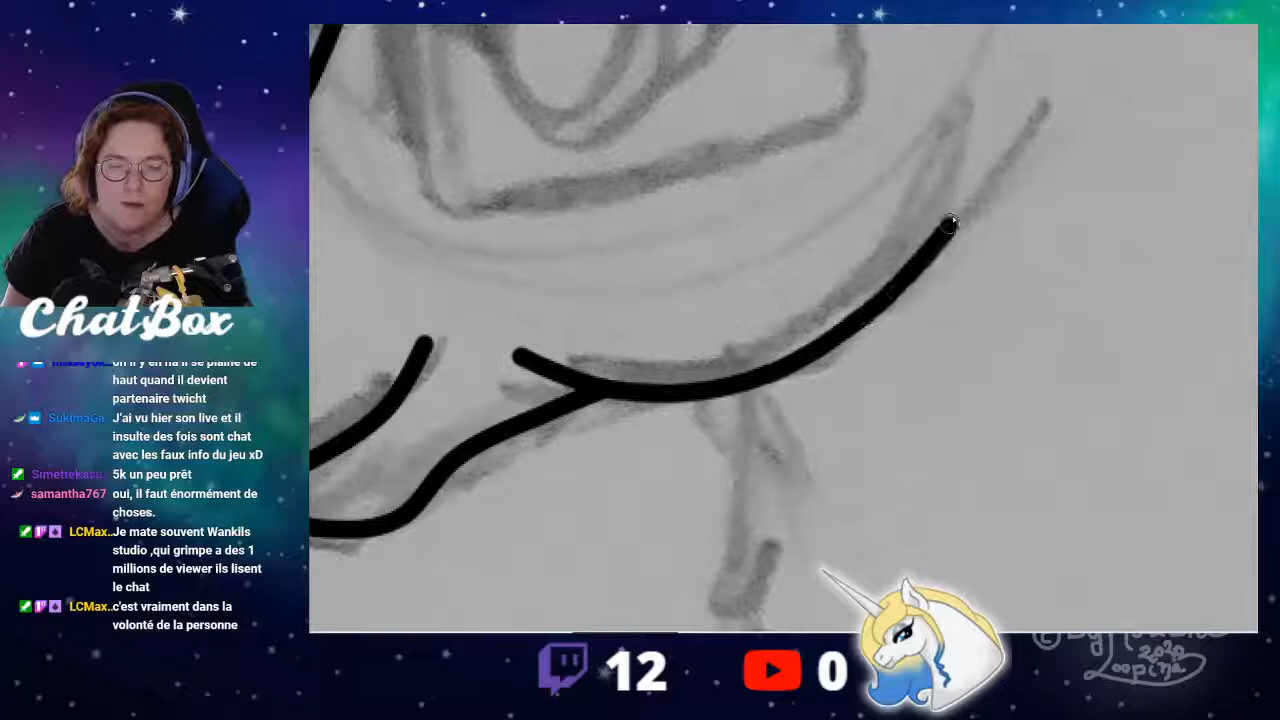 ChatBox
haut quand il devient
partenaire twicht
SukimaGa J'ai vu hier son live et il
insulte des fois sont chat
avec les faux info du jeu xD
5k un peu prêt
samantha767 oui, il faut énormément de
choses.
LCMax.. Je mate souvent Wankils
studio ,qui grimpe a des 1
millions de viewer ils lisent
le chat
LCMax.. c'est vraiment dans la
volonté de la personne
12
0
©
2020
Loopina